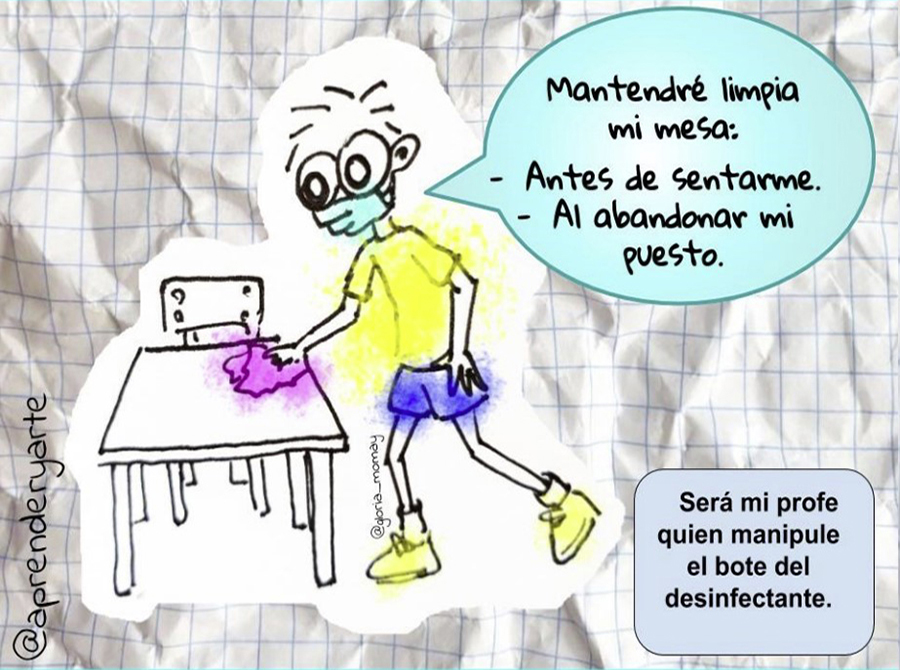 Mantendré limpia
mi mesa:
- Antes de sentarme.
- Al abandonar mi
puesto.
Será mi profe
quien manipule
el bote del
desinfectante.
@gloria_momay
@aprenderyarte